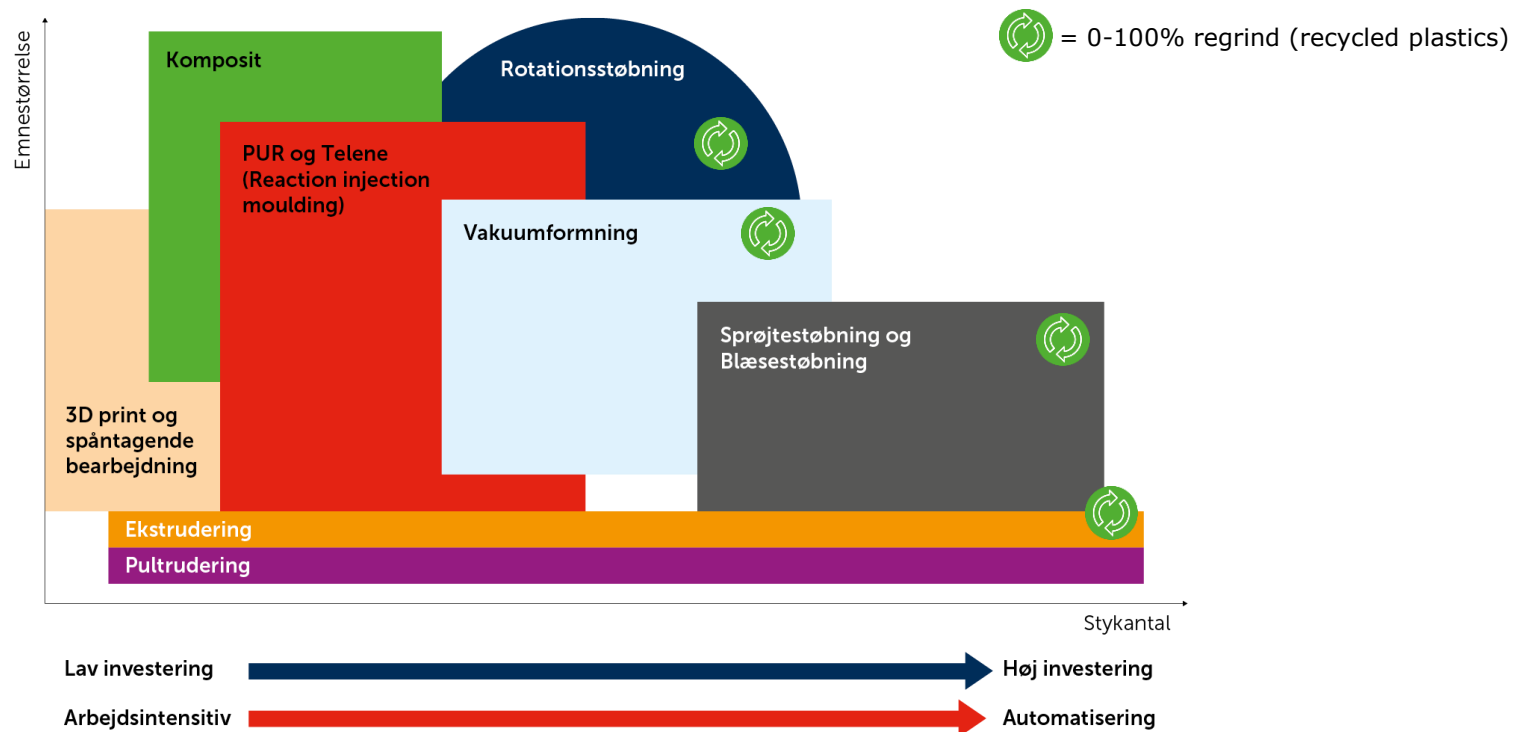 Emnestørrelse
= 0-100% regrind (recycled plastics)
Komposit
Rotationsstøbning
PUR og Telene
(Reaction injection
moulding)
Vakuumformning
Sprøjtestøbning og
Blæsestøbning
3D print og
spåntagende
bearbejdning
Ekstrudering
Pultrudering
Stykantal
Lav investering
Høj investering
Arbejdsintensitiv
Automatisering